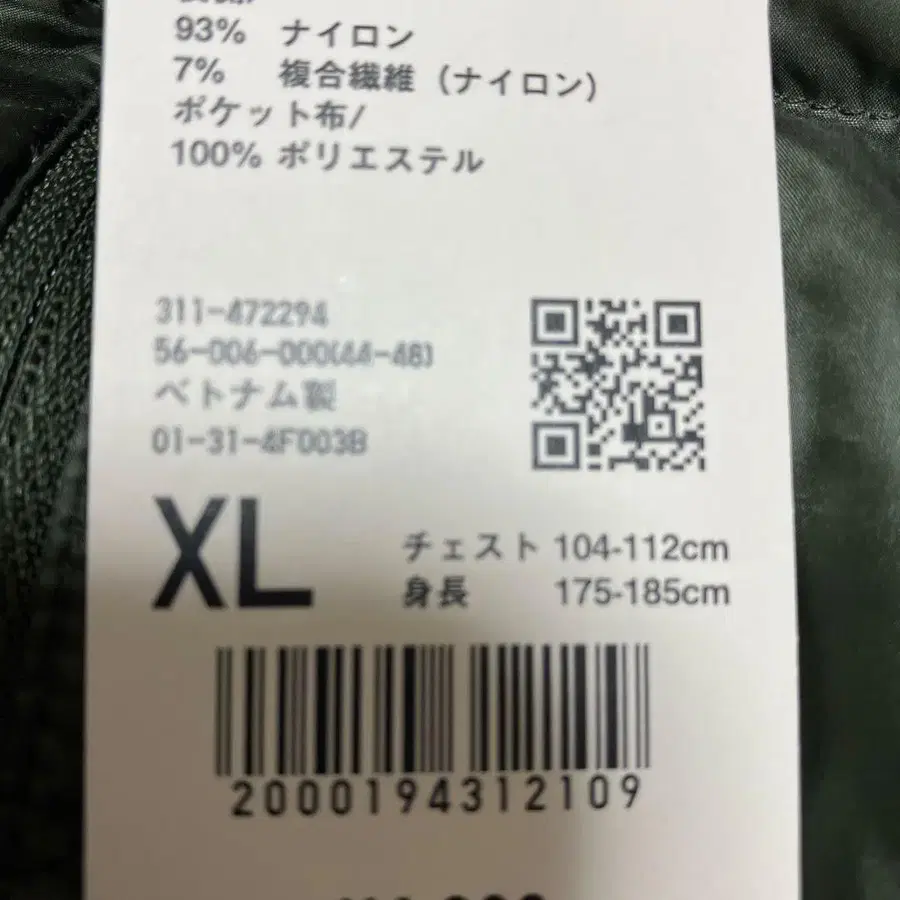 93% ナイロン
7% 複合繊維 (ナイロン)
ポケット布/
100% ポリエステル
311-472294
56-006-000(44-48)
ベトナム製
01-31-4F003B
XL
チェスト 104-112cm
身長 175-185cm
2000194312109